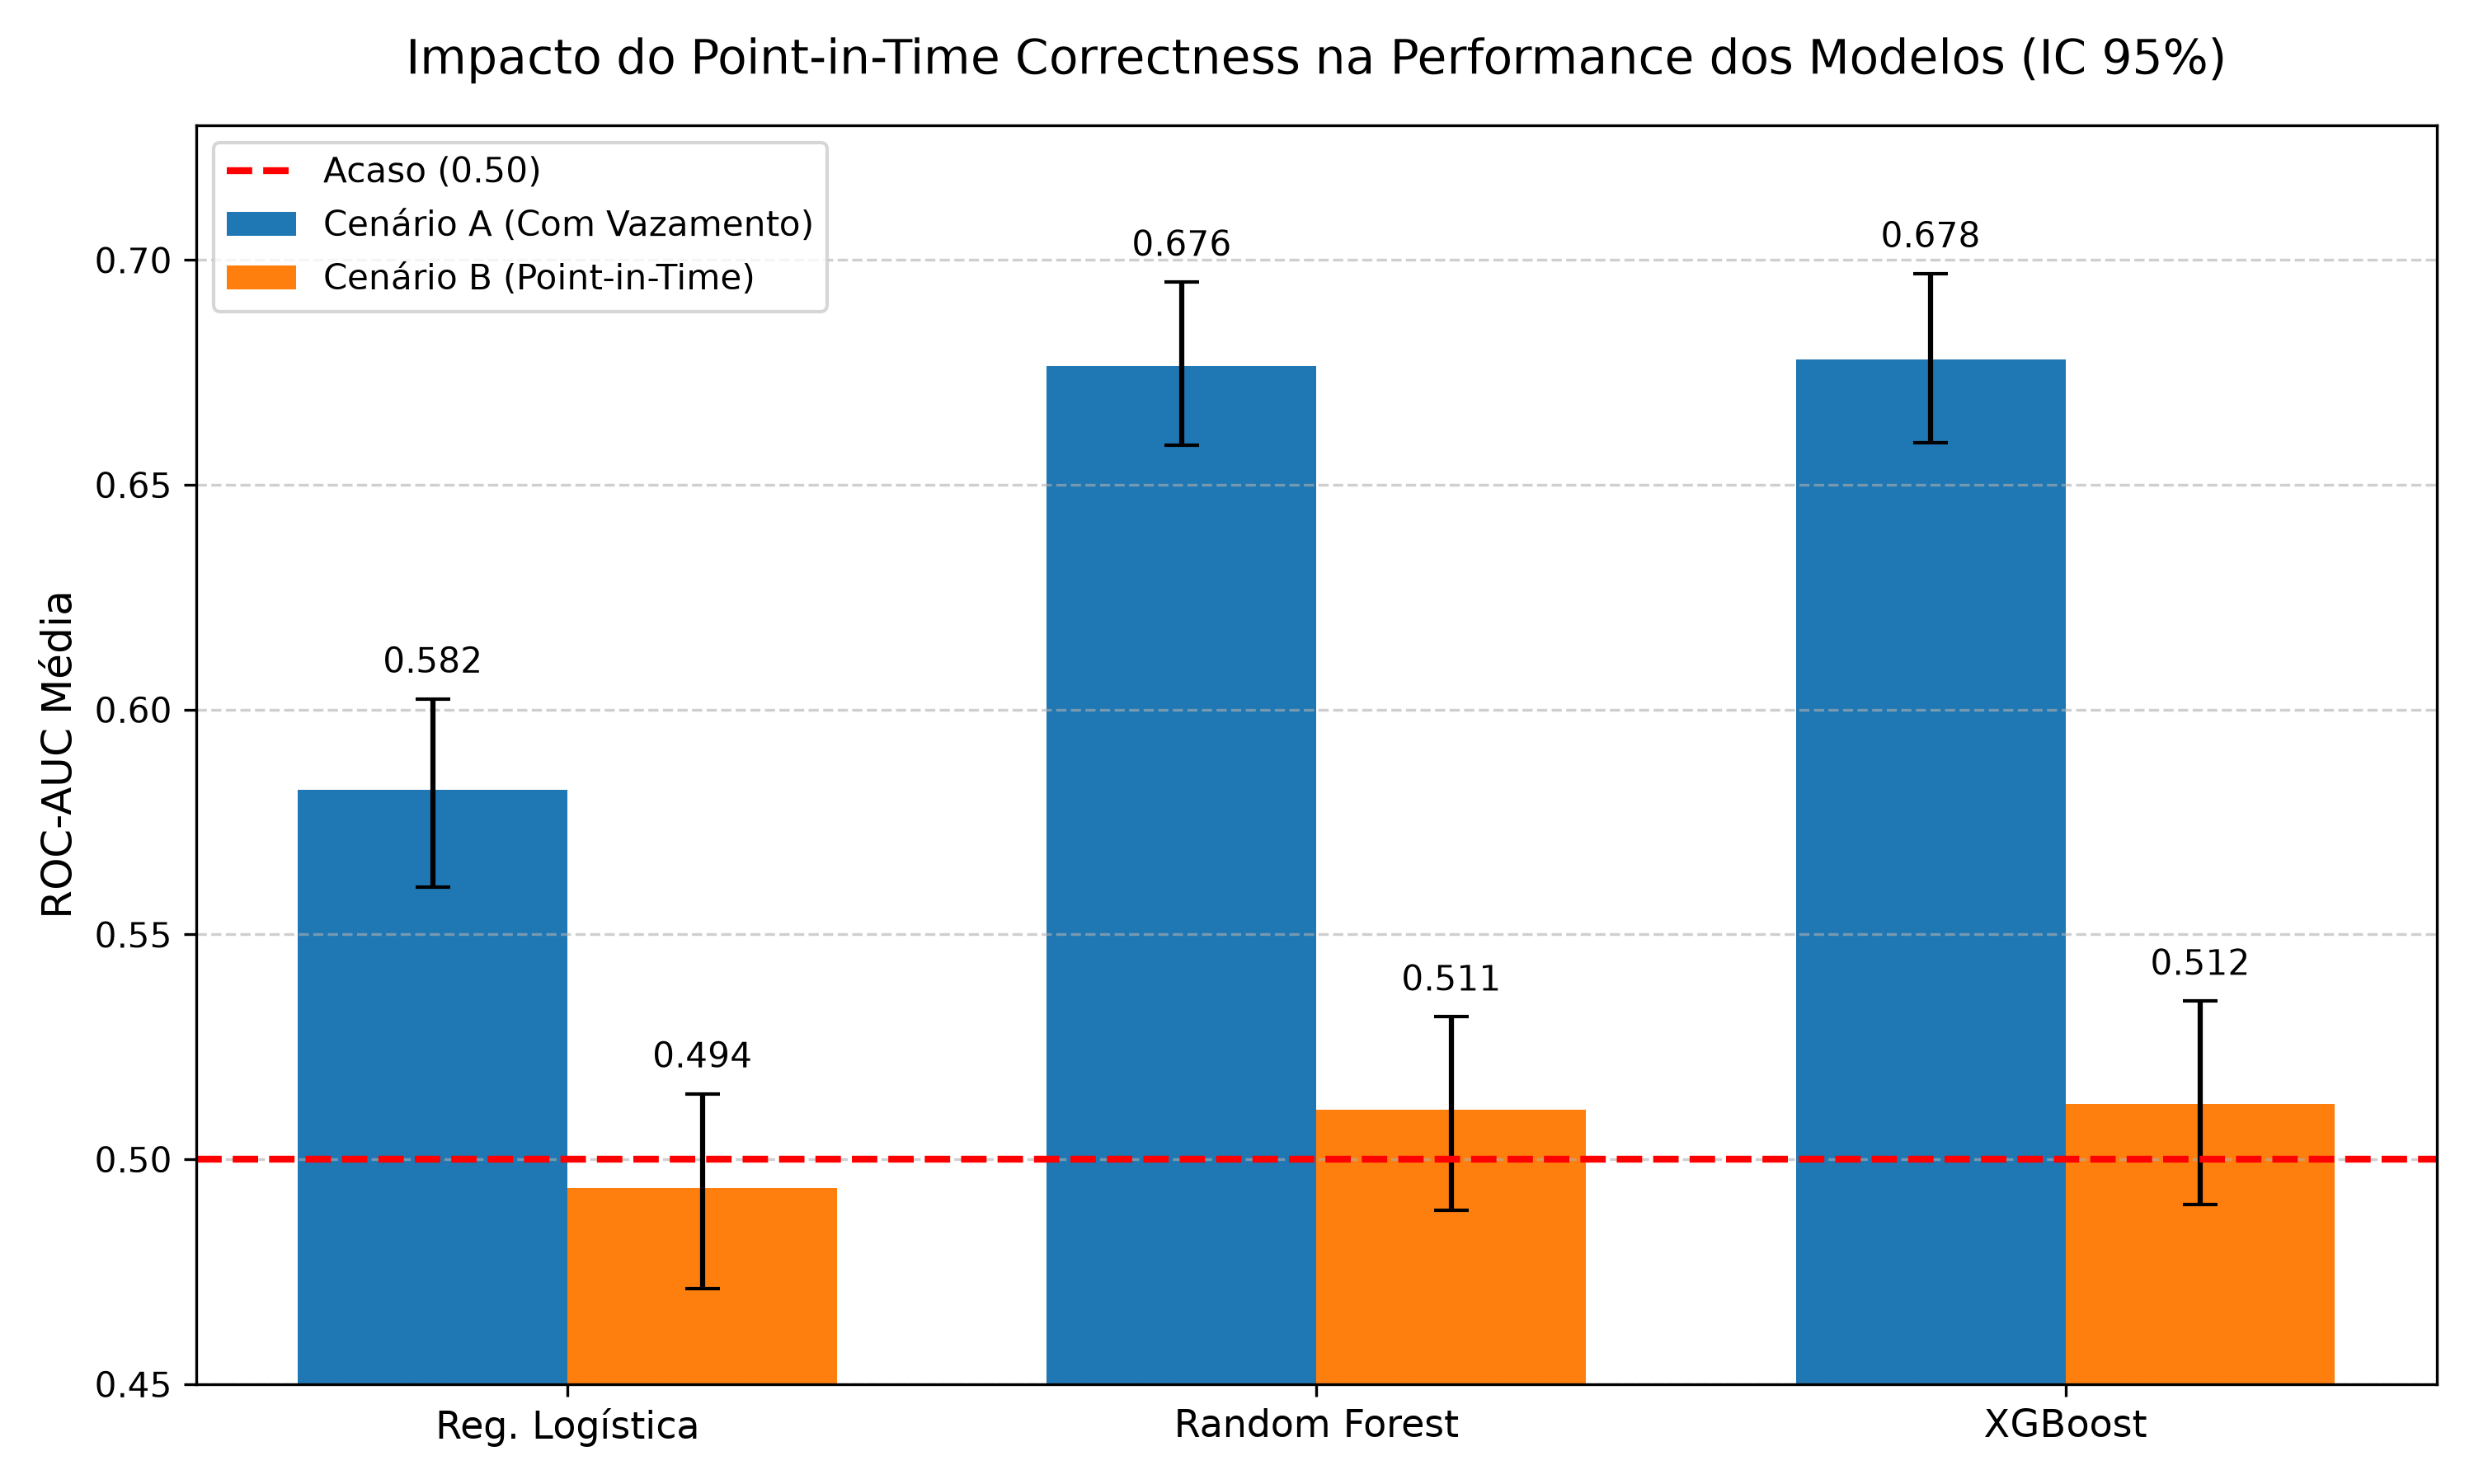 Impacto do Point-in-Time Correctness na Performance dos Modelos (IC 95%)
Acaso (0.50)
Cenário A (Com Vazamento)
Cenário B (Point-in-Time)
ROC-AUC Média
0.70
0.65
0.60
0.55
0.50
0.45
0.582
0.494
0.676
0.511
0.678
0.512
Reg. Logística
Random Forest
XGBoost